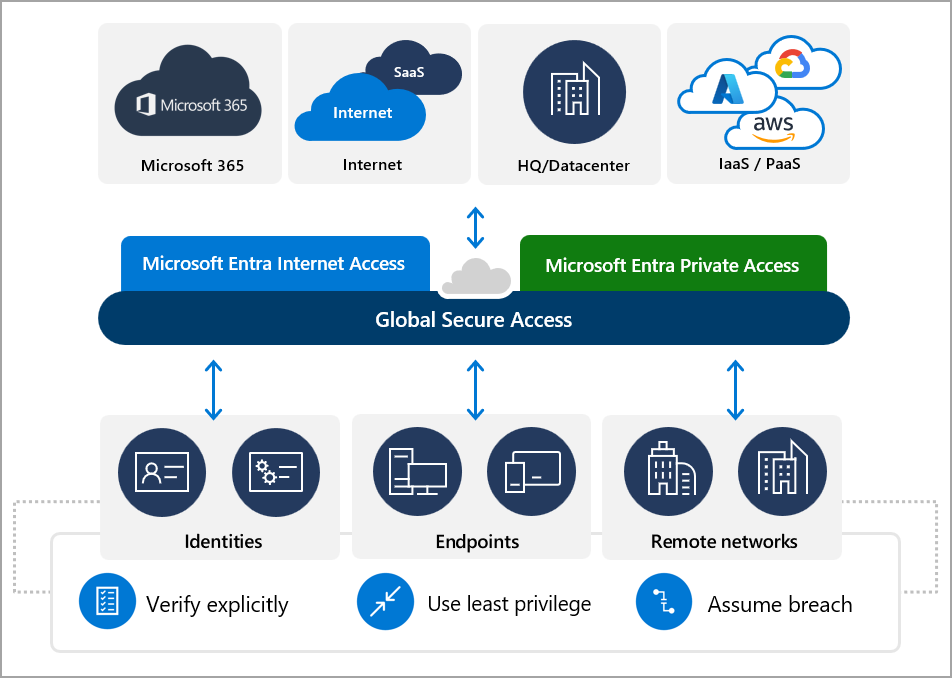 Microsoft 365
SaaS
Internet
aws
Microsoft 365
Internet
HQ/Datacenter
IaaS / PaaS
Microsoft Entra Internet Access
Microsoft Entra Private Access
Global Secure Access
Identities
Endpoints
Remote networks
Verify explicitly
Use least privilege
Assume breach